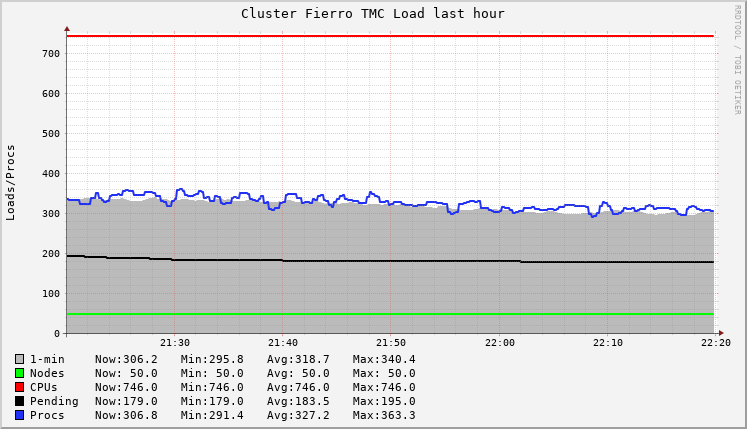 Cluster Fierro TMC Load last hour
RRDTOOL / TOBI OETIKER
Loads/Procs
700
600
500
400
300
200
100
0
21:30 21:40 21:50 22:00 22:10 22:20
1-min Now:306.2 Min:295.8 Avg:318.7 Max:340.4
Nodes Now: 50.0 Min: 50.0 Avg: 50.0 Max: 50.0
CPUs Now:746.0 Min:746.0 Avg:746.0 Max:746.0
Pending Now:179.0 Min:179.0 Avg:183.5 Max:195.0
Procs Now:306.8 Min:291.4 Avg:327.2 Max:363.3